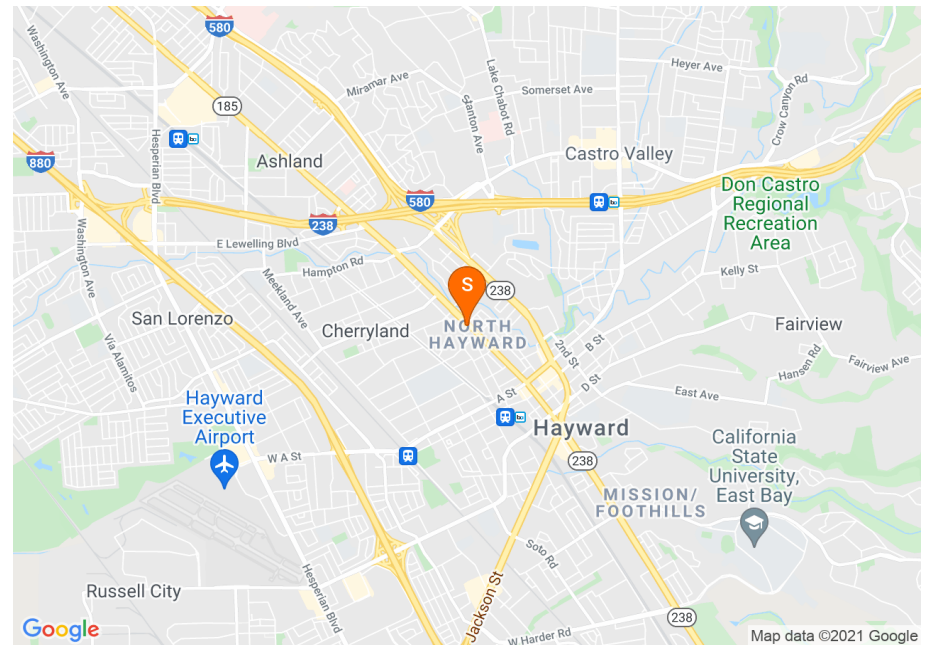 580
Washington Ave
Miramar Ave
Lake Chabot Rd
Stanton Ave
Heyer Ave
Somerset Ave
Crow Canyon Rd
185
Hesperian Blvd
880
Ashland
Castro Valley
580
238
Don Castro
Regional
Recreation
Area
Washington Ave
E Lewelling Blvd
Hampton Rd
Meekland Ave
Kelly St
S
238
San Lorenzo
Cherryland
NORTH
HAYWARD
Fairview
Via Alamitos
2nd St
B St
D St
Hansen Rd
Fairview Ave
East Ave
A St
Hayward
Executive
Airport
Hayward
W A St
238
California
State
University,
East Bay
MISSION/
FOOTHILLS
Soto Rd
Hesperian Blvd
Jackson St
Russell City
238
W Harder Rd
Google
Map data ©2021 Google